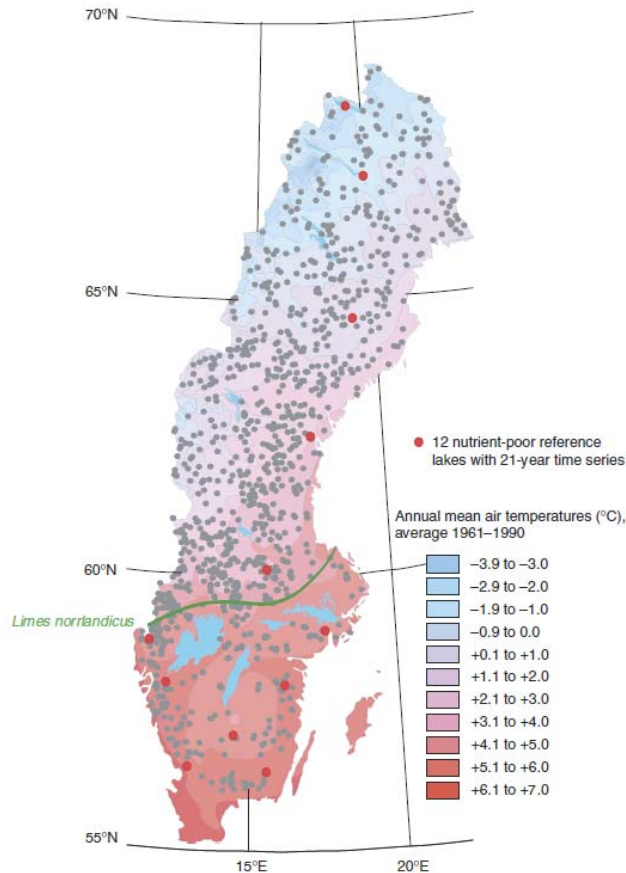 70°N
65°N
12 nutrient-poor reference
lakes with 21-year time series
Annual mean air temperatures (°C),
average 1961–1990
–3.9 to –3.0
–2.9 to –2.0
–1.9 to –1.0
–0.9 to 0.0
+0.1 to +1.0
+1.1 to +2.0
+2.1 to +3.0
+3.1 to +4.0
+4.1 to +5.0
+5.1 to +6.0
+6.1 to +7.0
60°N
Limes norrlandicus
55°N
15°E
20°E